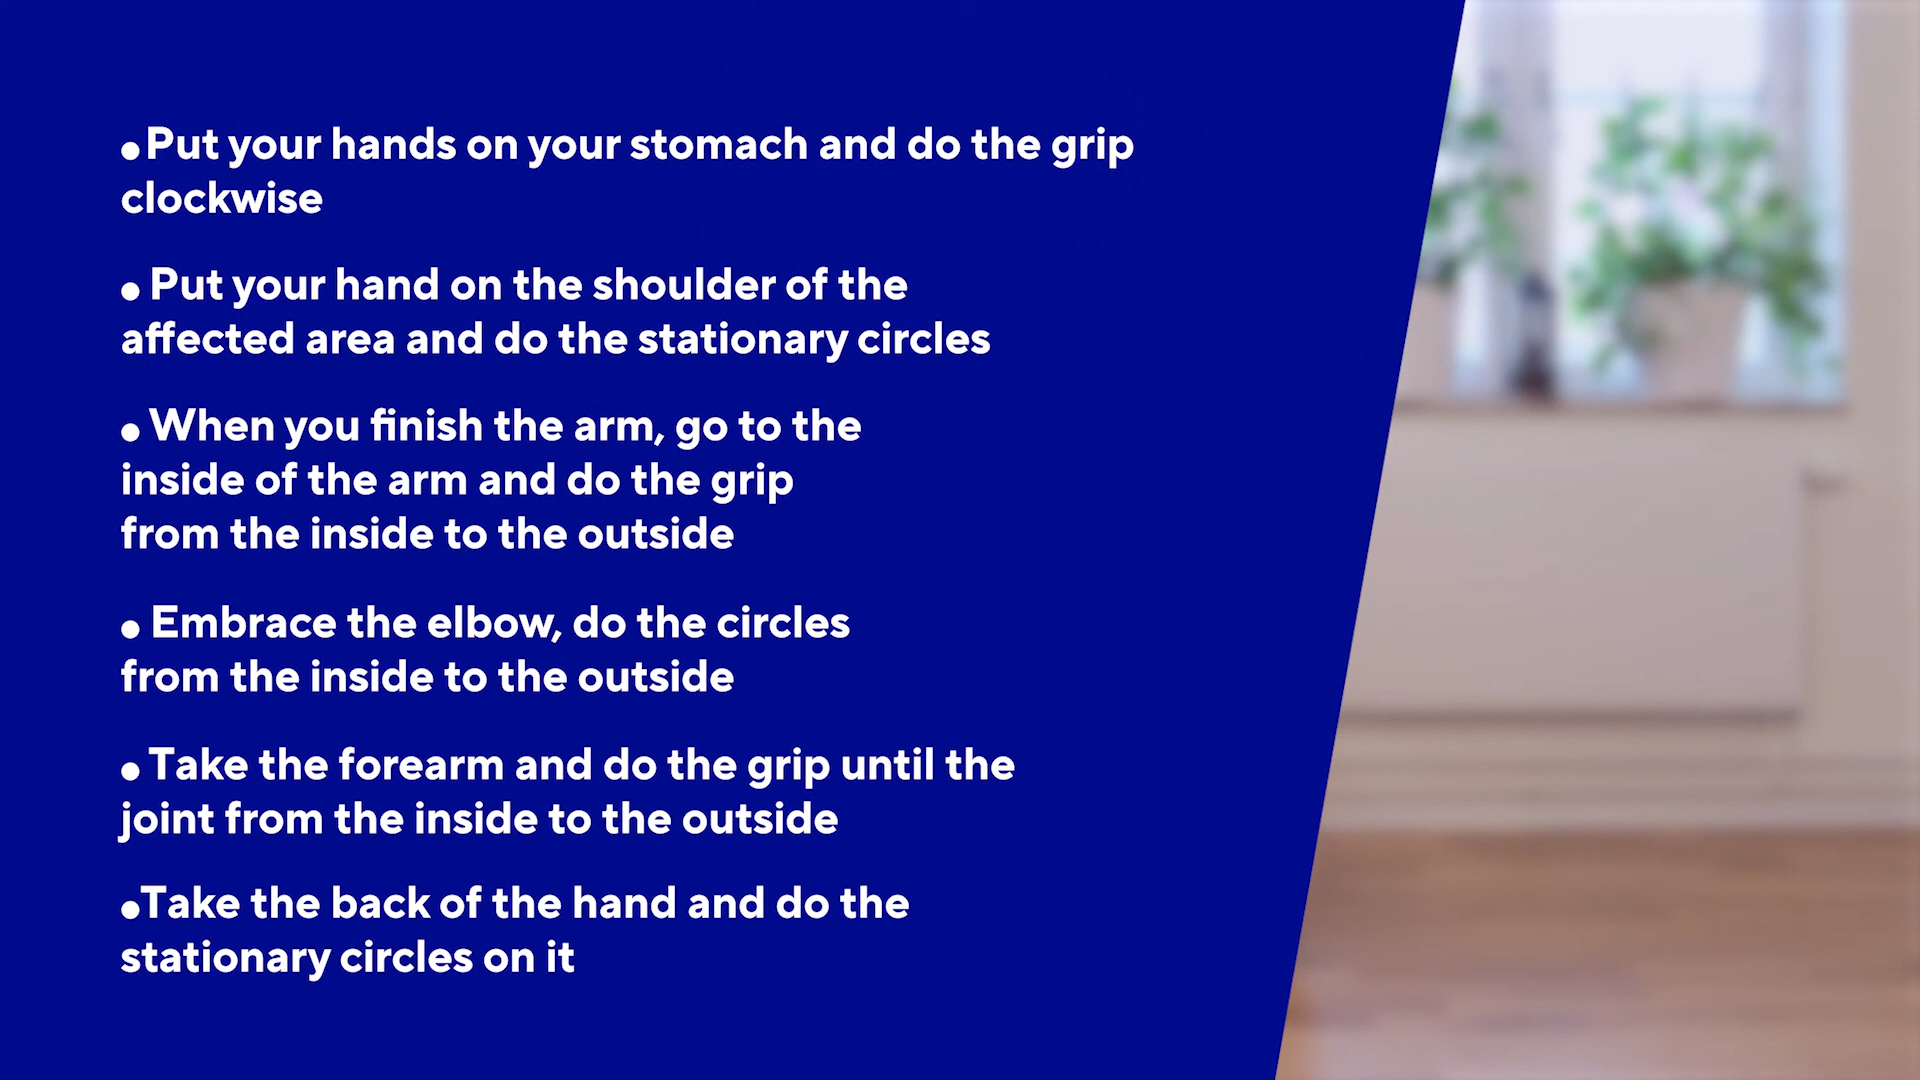 ●Put your hands on your stomach and do the grip
clockwise
● Put your hand on the shoulder of the
affected area and do the stationary circles
● When you finish the arm, go to the
inside of the arm and do the grip
from the inside to the outside
● Embrace the elbow, do the circles
from the inside to the outside
● Take the forearm and do the grip until the
joint from the inside to the outside
●Take the back of the hand and do the
stationary circles on it